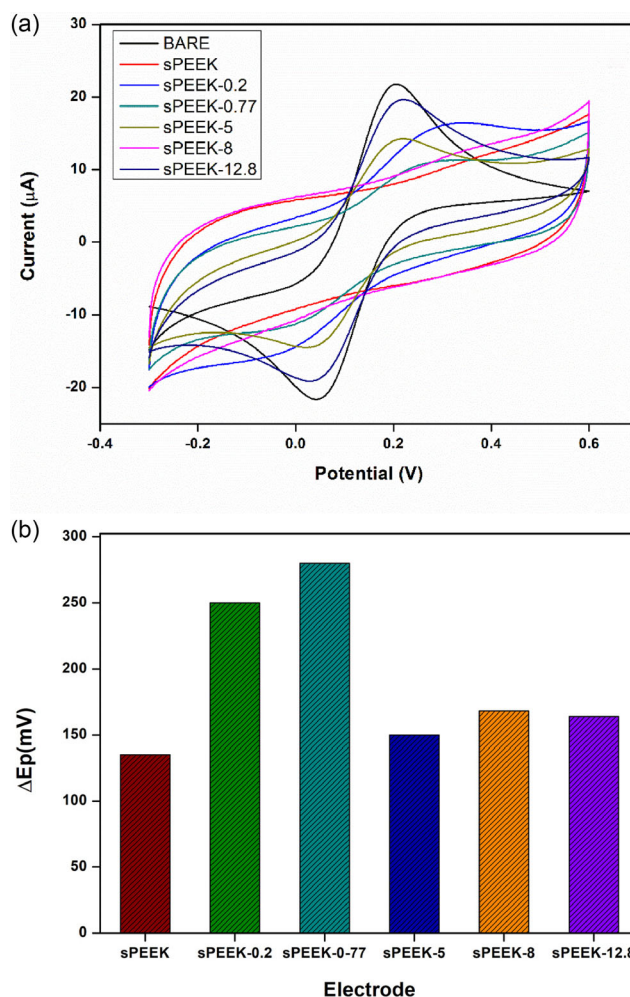 (a)
30
20
10
0
-10
-20
Current (µA)
BARE
sPEEK
sPEEK-0.2
sPEEK-0.77
sPEEK-5
sPEEK-8
sPEEK-12.8
-0.4 -0.2 0.0 0.2 0.4 0.6
Potential (V)
(b)
300
250
200
150
100
50
0
ΔEp(mV)
sPEEK sPEEK-0.2 sPEEK-0-77 sPEEK-5 sPEEK-8 sPEEK-12.8
Electrode